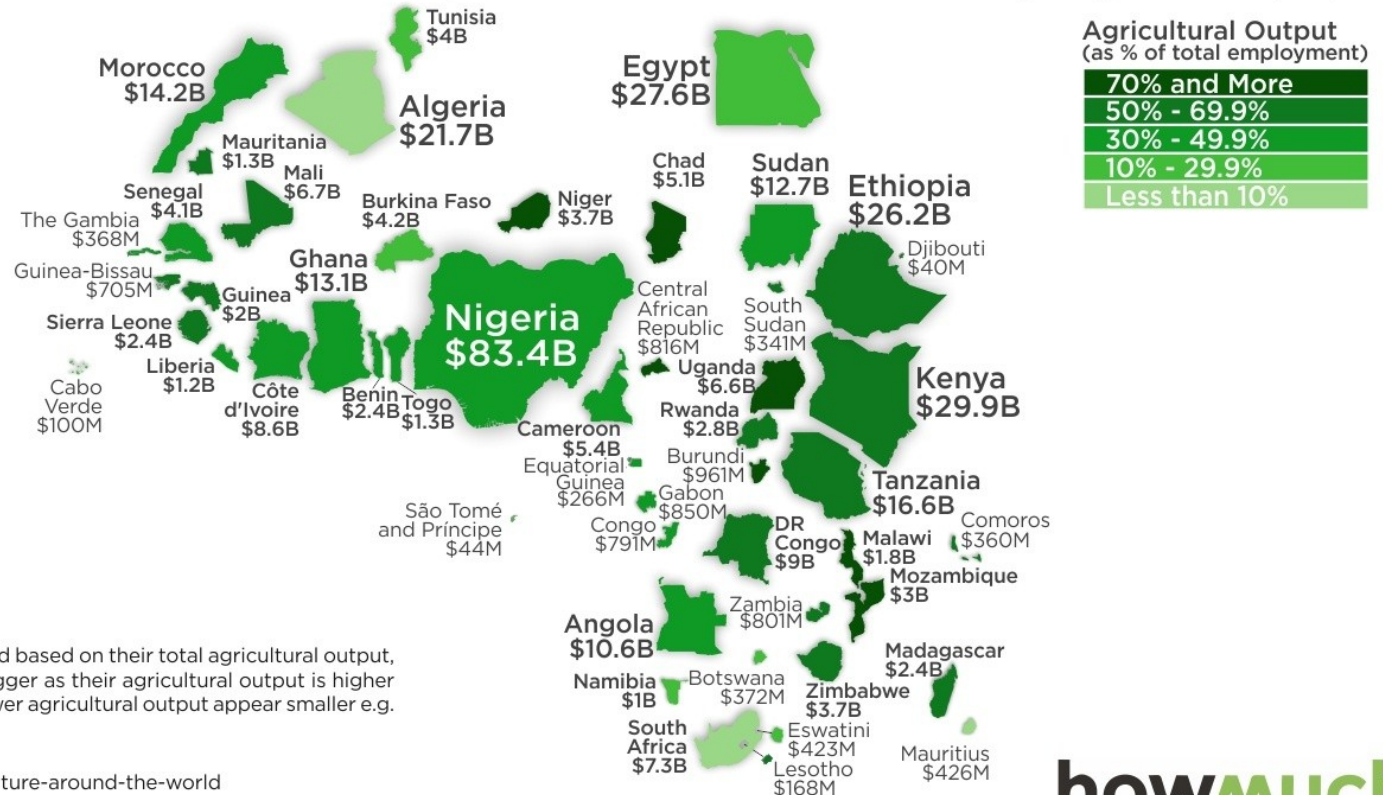 Tunisia
$4B
Morocco
$14.2B
Algeria
$21.7B
Egypt
$27.6B
Agricultural Output
(as % of total employment)
70% and More
50% - 69.9%
30% - 49.9%
10% - 29.9%
Less than 10%
Mauritania
$1.3B
Mali
$6.7B
Senegal
$4.1B
The Gambia
$368M
Burkina Faso
$4.2B
Niger
$3.7B
Chad
$5.1B
Sudan
$12.7B
Ethiopia
$26.2B
Djibouti
$40M
Guinea-Bissau
$705M
Guinea
$2B
Ghana
$13.1B
Nigeria
$83.4B
Central
African
Republic
$816M
South
Sudan
$341M
Sierra Leone
$2.4B
Liberia
$1.2B
Cabo
Verde
$100M
Côte
d'Ivoire
$8.6B
Benin
$2.4B
Togo
$1.3B
Cameroon
$5.4B
Uganda
$6.6B
Kenya
$29.9B
Rwanda
$2.8B
Burundi
$961M
Equatorial
Guinea
$266M
Gabon
$850M
Tanzania
$16.6B
São Tomé
and Príncipe
$44M
Congo
$791M
DR
Congo
$9B
Malawi
$1.8B
Comoros
$360M
Mozambique
$3B
Angola
$10.6B
Zambia
$801M
Namibia
$1B
Botswana
$372M
Zimbabwe
$3.7B
Madagascar
$2.4B
South
Africa
$7.3B
Eswatini
$423M
Lesotho
$168M
Mauritius
$426M
d based on their total agricultural output,
gger as their agricultural output is higher
ver agricultural output appear smaller e.g.
ture-around-the-world
howmuch